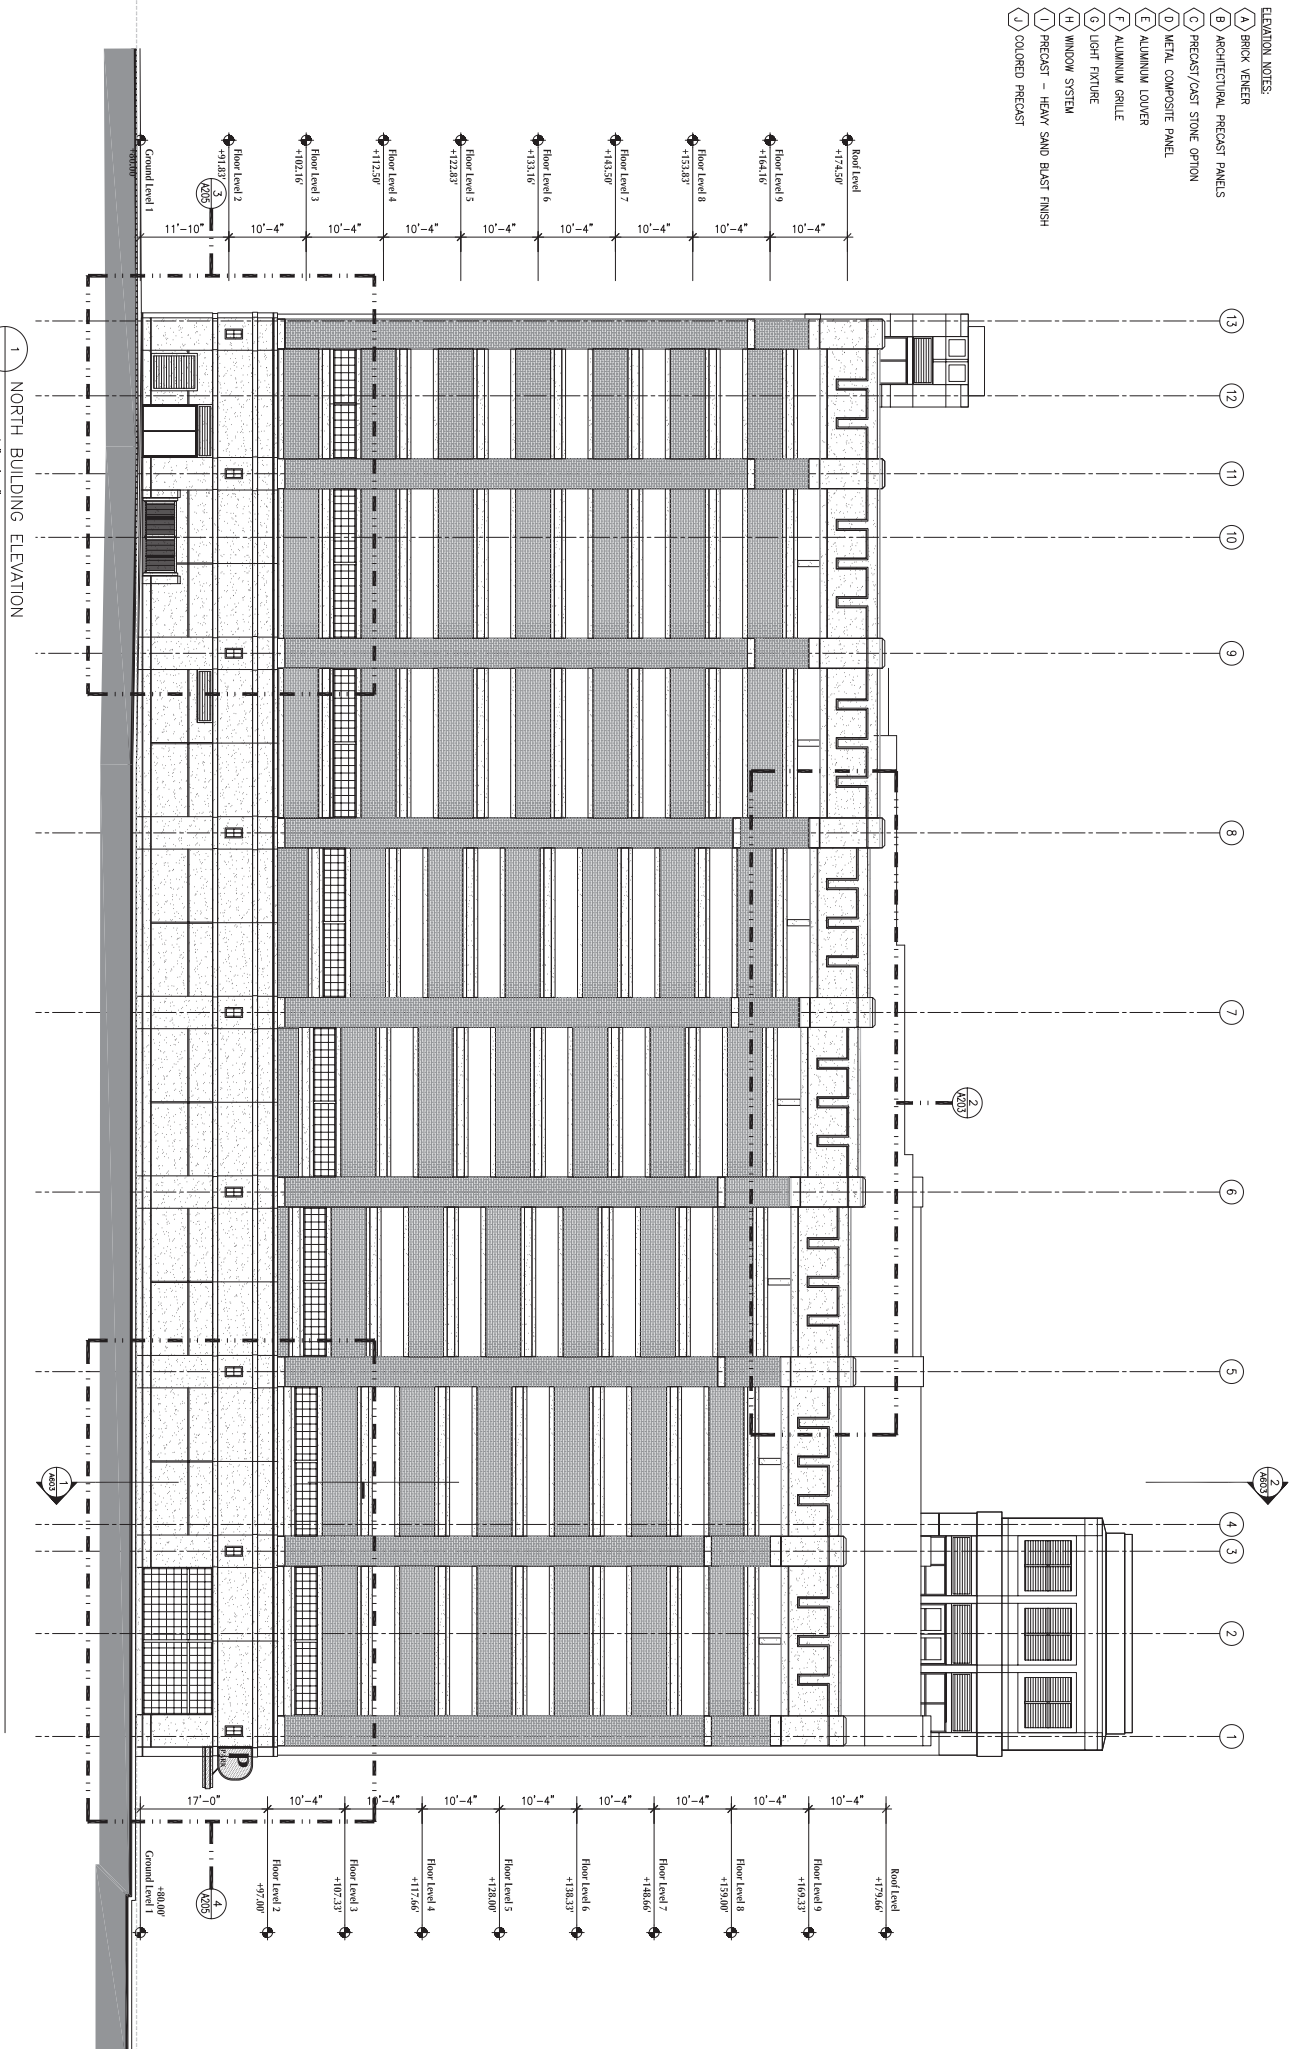 ELEVATION NOTES:
A BRICK VENEER
B ARCHITECTURAL PRECAST PANELS
C PRECAST/CAST STONE OPTION
D METAL COMPOSITE PANEL
E ALUMINUM LOUVER
F ALUMINUM GRILLE
G LIGHT FIXTURE
H WINDOW SYSTEM
I PRECAST - HEAVY SAND BLAST FINISH
J COLORED PRECAST
2
A603
13
12
11
10
9
8
7
6
5
4
3
2
1
2
A203
Roof Level
+174.50'
Floor Level 9
+164.16'
Floor Level 8
+153.83'
Floor Level 7
+143.50'
Floor Level 6
+133.16'
Floor Level 5
+122.83'
Floor Level 4
+112.50'
Floor Level 3
+102.16'
Floor Level 2
+91.83'
Ground Level 1
+80.00'
10'-4"
10'-4"
10'-4"
10'-4"
10'-4"
10'-4"
10'-4"
10'-4"
11'-10"
3
A205
Roof Level
+179.66'
Floor Level 9
+169.33'
Floor Level 8
+159.00'
Floor Level 7
+148.66'
Floor Level 6
+138.33'
Floor Level 5
+128.00'
Floor Level 4
+117.66'
Floor Level 3
+107.33'
Floor Level 2
+97.00'
+80.00'
Ground Level 1
10'-4"
10'-4"
10'-4"
10'-4"
10'-4"
10'-4"
10'-4"
10'-4"
17'-0"
P
PARK
4
A205
1
A603
1 NORTH BUILDING ELEVATION